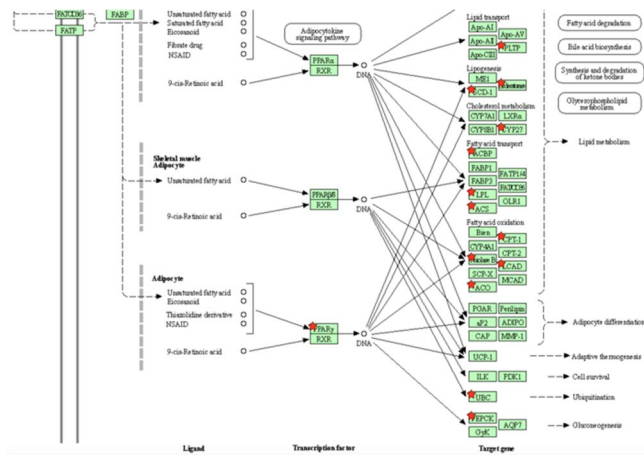 FATCD36
FABP
FATP
Unsaturated fatty acid
Saturated fatty acid
Eicosanoid
Fibrate drug
NSAID
9-cis-Retinoic acid
Adipocytokine
signaling pathway
PPARα
RXR
DNA
Skeletal muscle
Adipocyte
Unsaturated fatty acid
9-cis-Retinoic acid
PPARβ/δ
RXR
DNA
Adipocyte
Unsaturated fatty acid
Eicosanoid
Thiazolidine derivative
NSAID
9-cis-Retinoic acid
PPARγ
RXR
DNA
Lipid transport
Apo-AI
Apo-AII
Apo-AV
Apo-CIII
PLTP
Lipogenesis
ME1
SCD-1
Cholesterol metabolism
CYP7A1
LXRα
CYP8B1
CYP27
Fatty acid transport
ACBP
FABP1
FATP1/4
FABP3
FATCD36
LPL
OLR1
ACS
Fatty acid oxidation
Bien
CPT-1
CYP4A1
CPT-2
LCAD
SCP-X
MCAD
ACO
PGAR
Perilipin
aP2
ADIPO
CAP
MMP-1
UCP-1
ILK
PDK1
UBC
PEPCK
AQP7
GyK
Fatty acid degradation
Bile acid biosynthesis
Synthesis and degradation
of ketone bodies
Glycerophospholipid
metabolism
Lipid metabolism
Adipocyte differentiation
Adaptive thermogenesis
Cell survival
Ubiquitination
Gluconeogenesis
Ligand
Transcription factor
Target gene